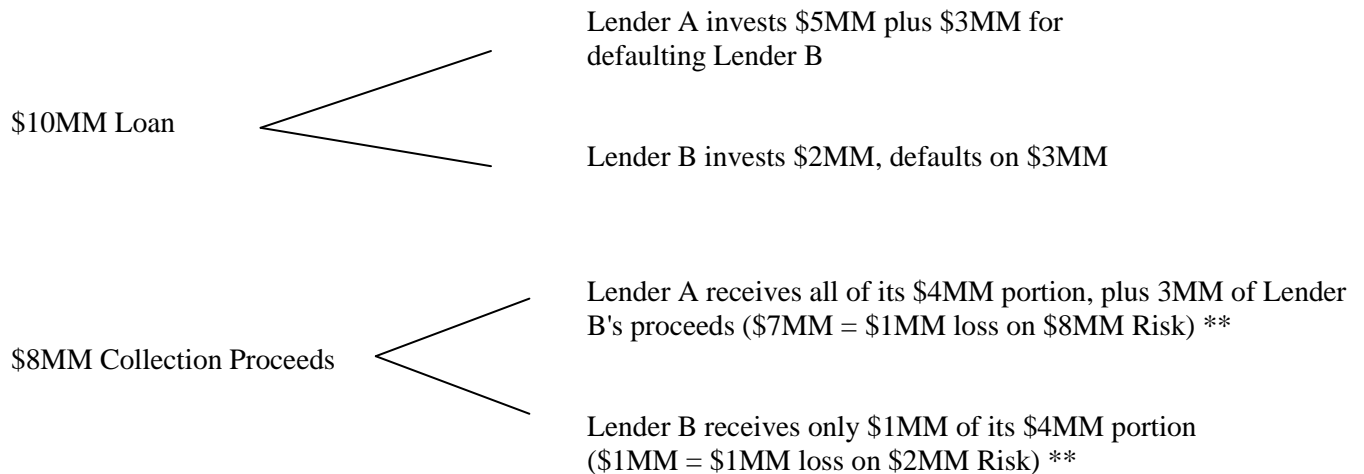 Lender A invests $5MM plus $3MM for
defaulting Lender B
$10MM Loan
Lender B invests $2MM, defaults on $3MM
Lender A receives all of its $4MM portion, plus 3MM of Lender
B's proceeds ($7MM = $1MM loss on $8MM Risk) **
$8MM Collection Proceeds
Lender B receives only $1MM of its $4MM portion
($1MM = $1MM loss on $2MM Risk) **